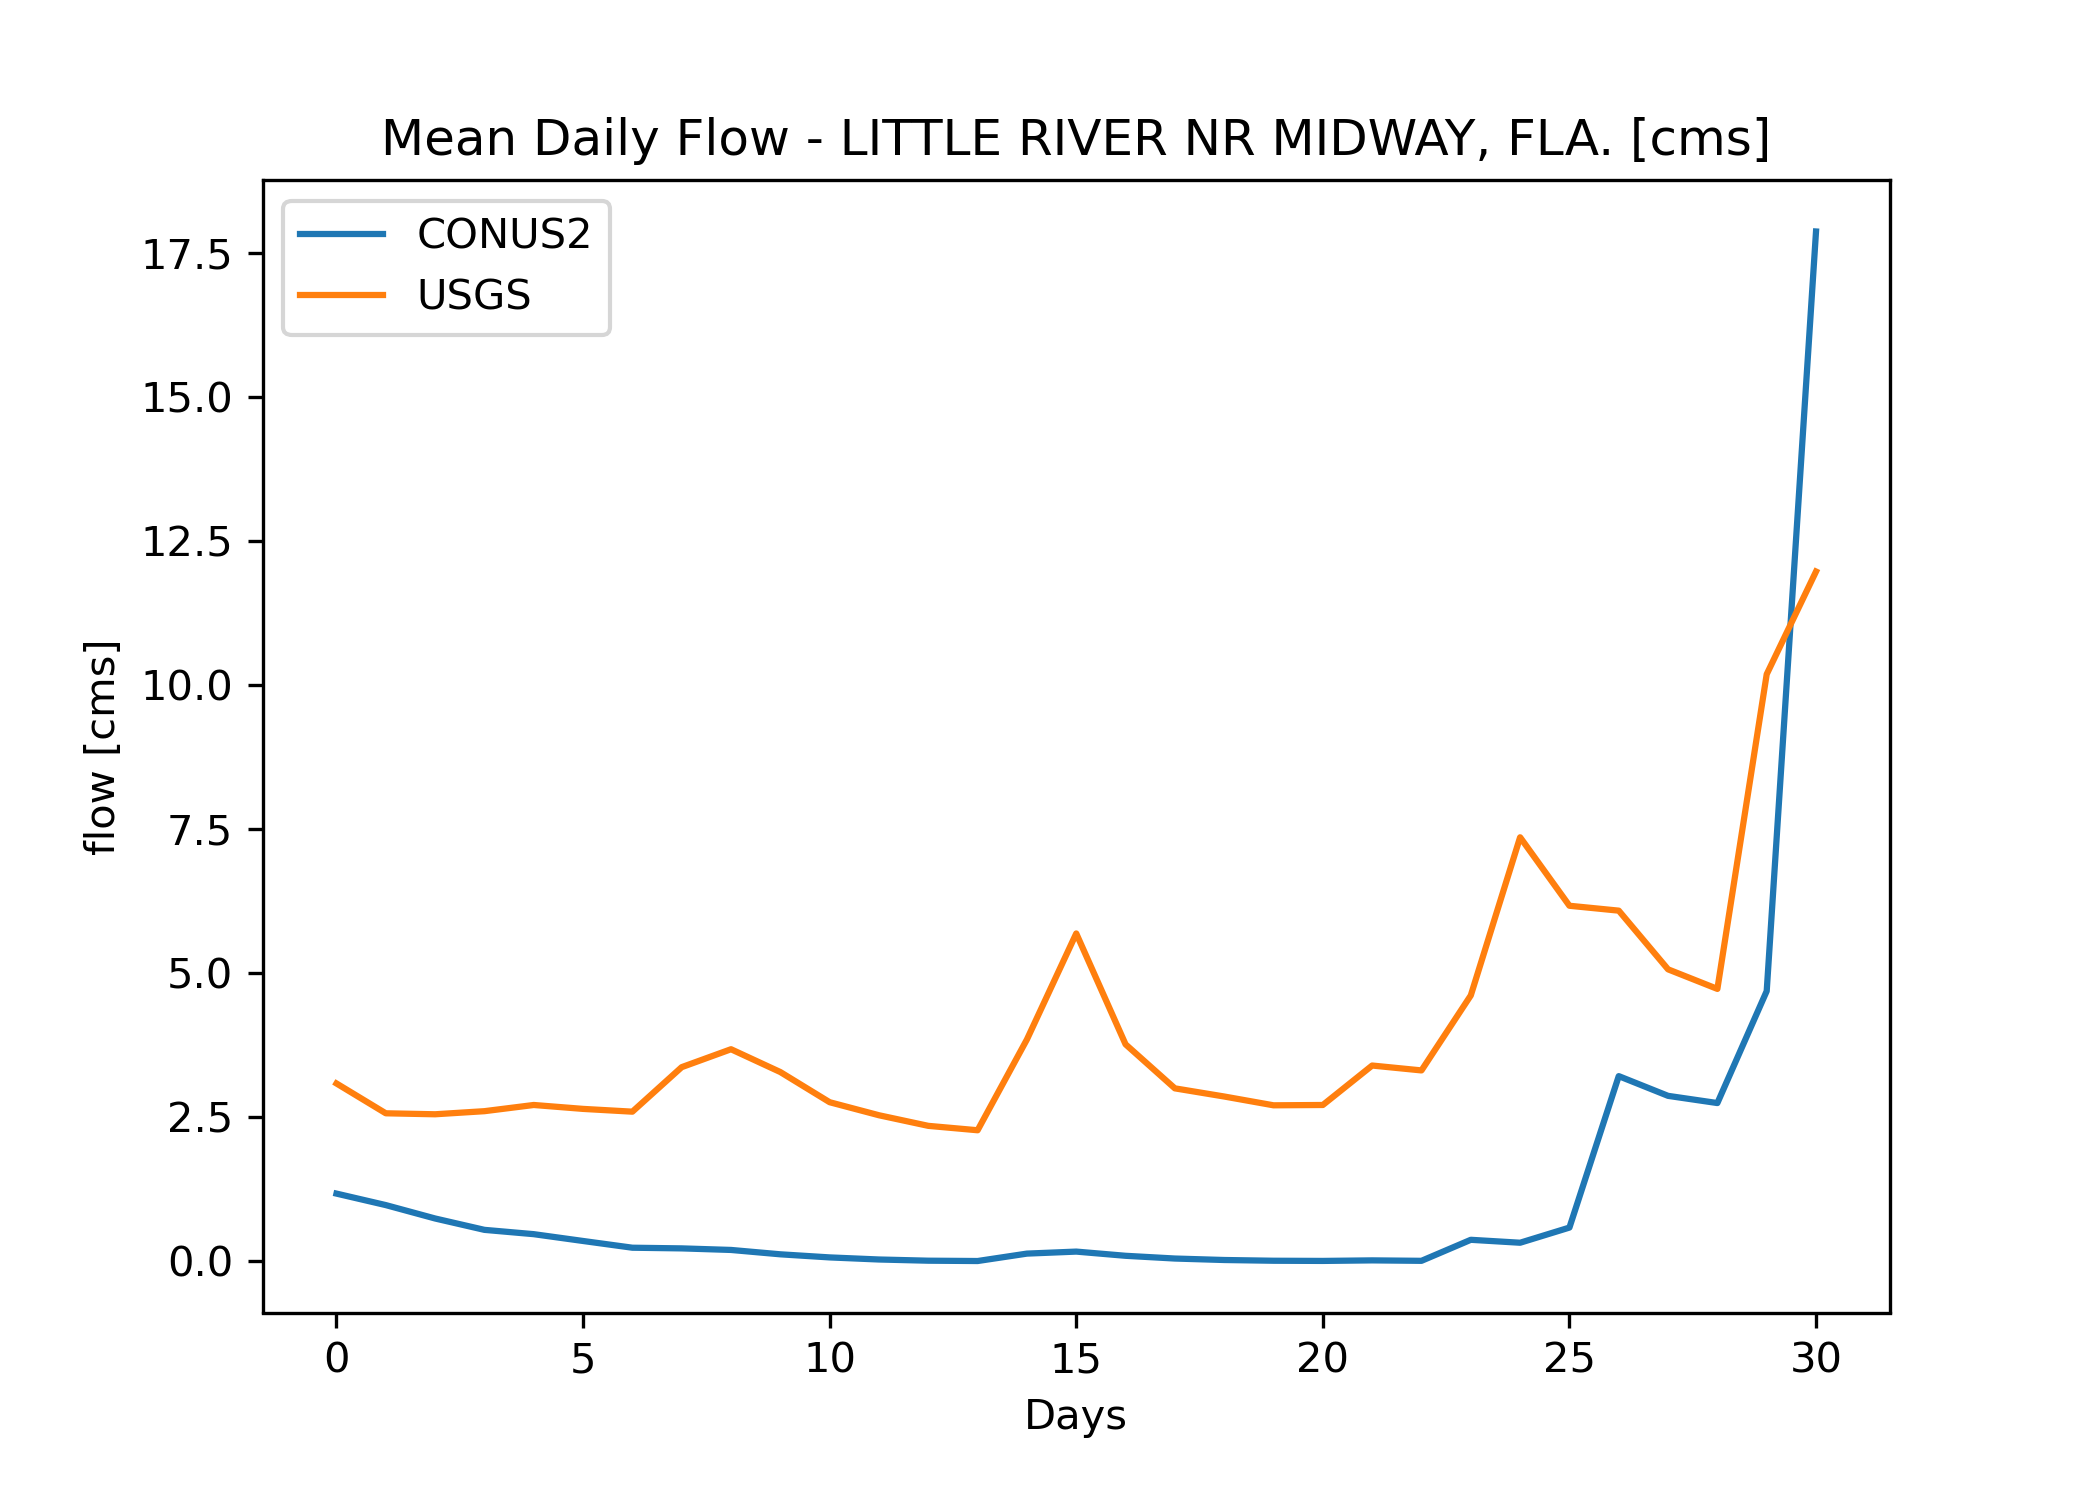 Mean Daily Flow - LITTLE RIVER NR MIDWAY, FLA. [cms]
CONUS2
USGS
17.5
15.0
12.5
10.0
7.5
5.0
2.5
0.0
flow [cms]
0 5 10 15 20 25 30
Days